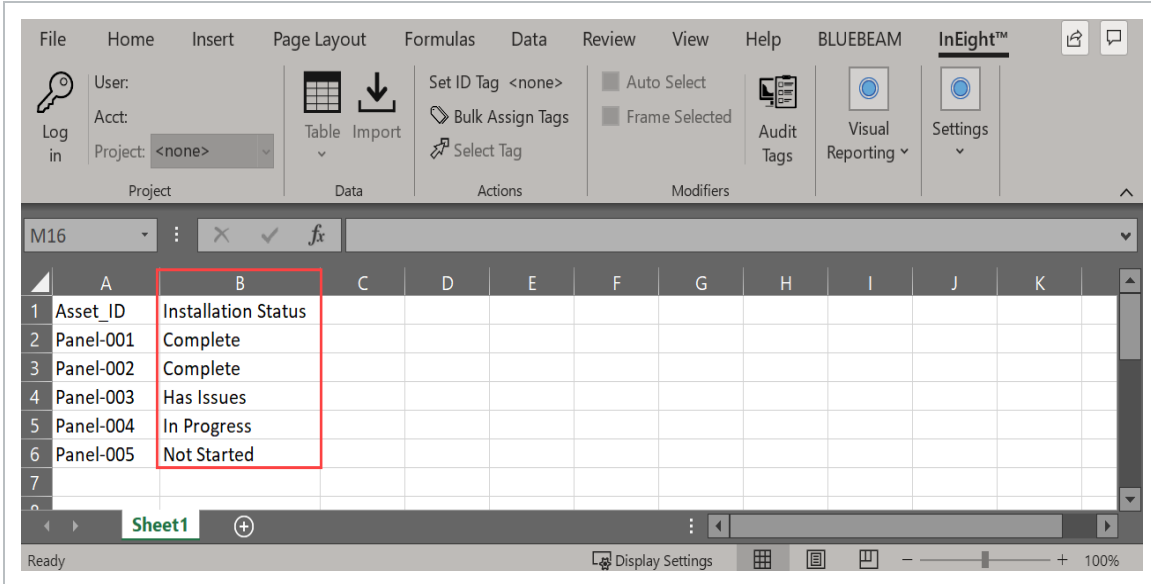 File Home Insert Page Layout Formulas Data Review View Help BLUEBEAM InEight™
Log in
User:
Acct:
Project: <none>
Project
Table Import
Data
Set ID Tag <none>
Bulk Assign Tags
Select Tag
Actions
Auto Select
Frame Selected
Modifiers
Audit
Tags
Visual
Reporting
Settings
M16 fx
A B C D E F G H I J K
1 Asset_ID Installation Status
2 Panel-001 Complete
3 Panel-002 Complete
4 Panel-003 Has Issues
5 Panel-004 In Progress
6 Panel-005 Not Started
7
Sheet1
Ready Display Settings 100%